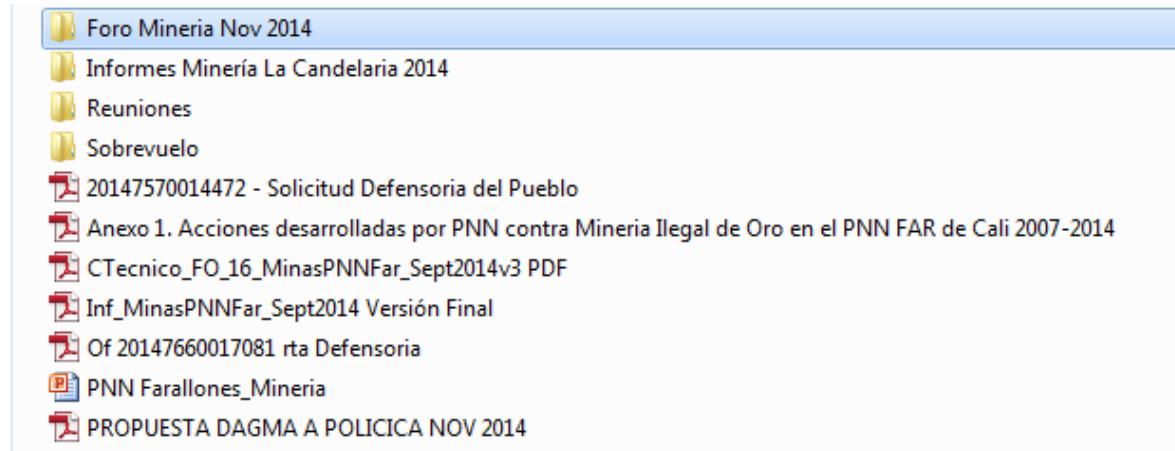 Foro Mineria Nov 2014
Informes Minería La Candelaria 2014
Reuniones
Sobrevuelo
20147570014472 - Solicitud Defensoria del Pueblo
Anexo 1. Acciones desarrolladas por PNN contra Mineria Ilegal de Oro en el PNN FAR de Cali 2007-2014
CTecnico_FO_16_MinasPNNFar_Sept2014v3 PDF
Inf_MinasPNNFar_Sept2014 Versión Final
Of 20147660017081 rta Defensoria
PNN Farallones_Mineria
PROPUESTA DAGMA A POLICICA NOV 2014